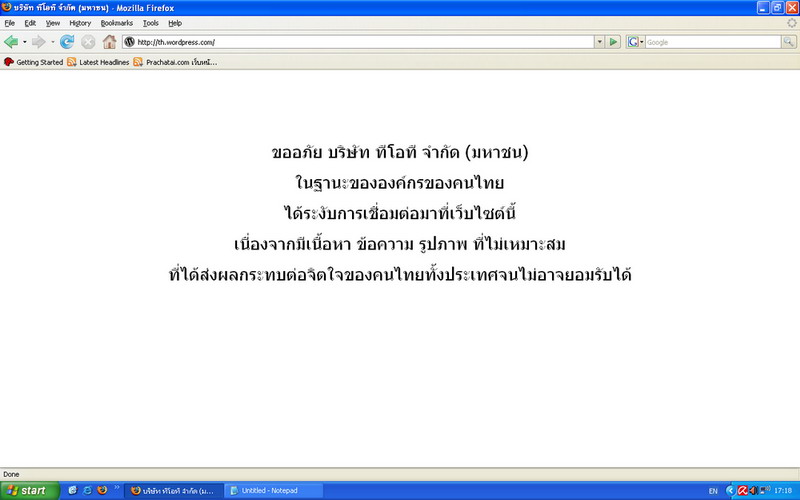 บริษัท ทีโอที จำกัด (มหาชน) - Mozilla Firefox
File Edit View History Bookmarks Tools Help
http://th.wordpress.com/
Google
Getting Started Latest Headlines Prachatai.com เว็บหนั...
ขออภัย บริษัท ทีโอที จำกัด (มหาชน)
ในฐานะขององค์กรของคนไทย
ได้ระงับการเชื่อมต่อมาที่เว็บไซต์นี้
เนื่องจากมีเนื้อหา ข้อความ รูปภาพ ที่ไม่เหมาะสม
ที่ได้ส่งผลกระทบต่อจิตใจของคนไทยทั้งประเทศจนไม่อาจยอมรับได้
Done
start
บริษัท ทีโอที จำกัด (ม...
Untitled - Notepad
EN
17:18